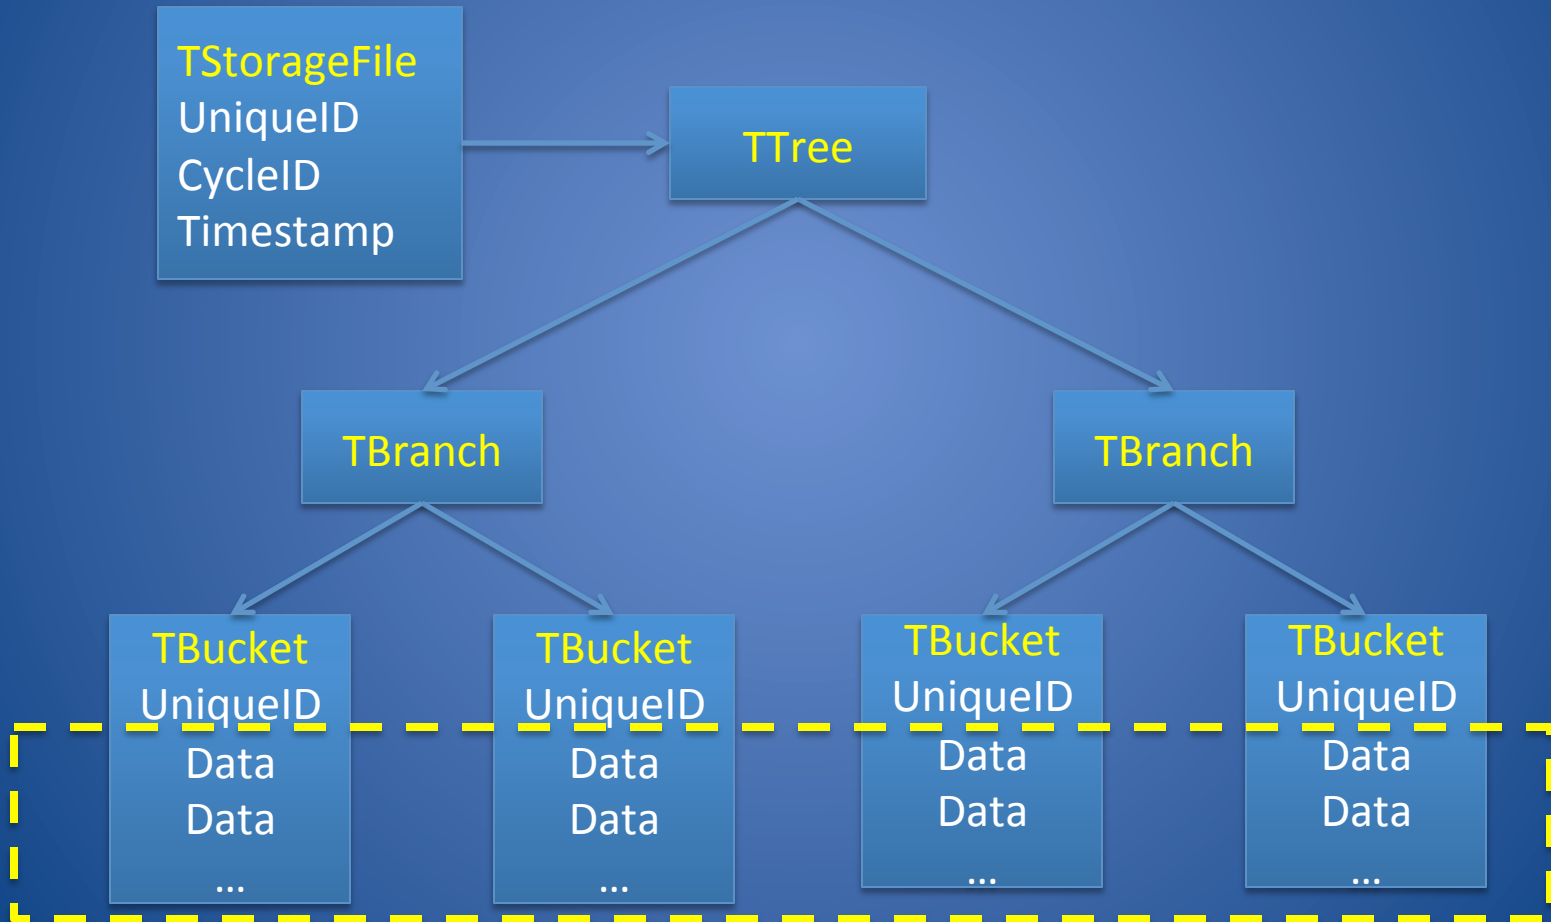 TStorageFile
UniqueID
CycleID
Timestamp
TTree
TBranch
TBranch
TBucket
UniqueID
Data
Data
...
TBucket
UniqueID
Data
Data
...
TBucket
UniqueID
Data
Data
...
TBucket
UniqueID
Data
Data
...